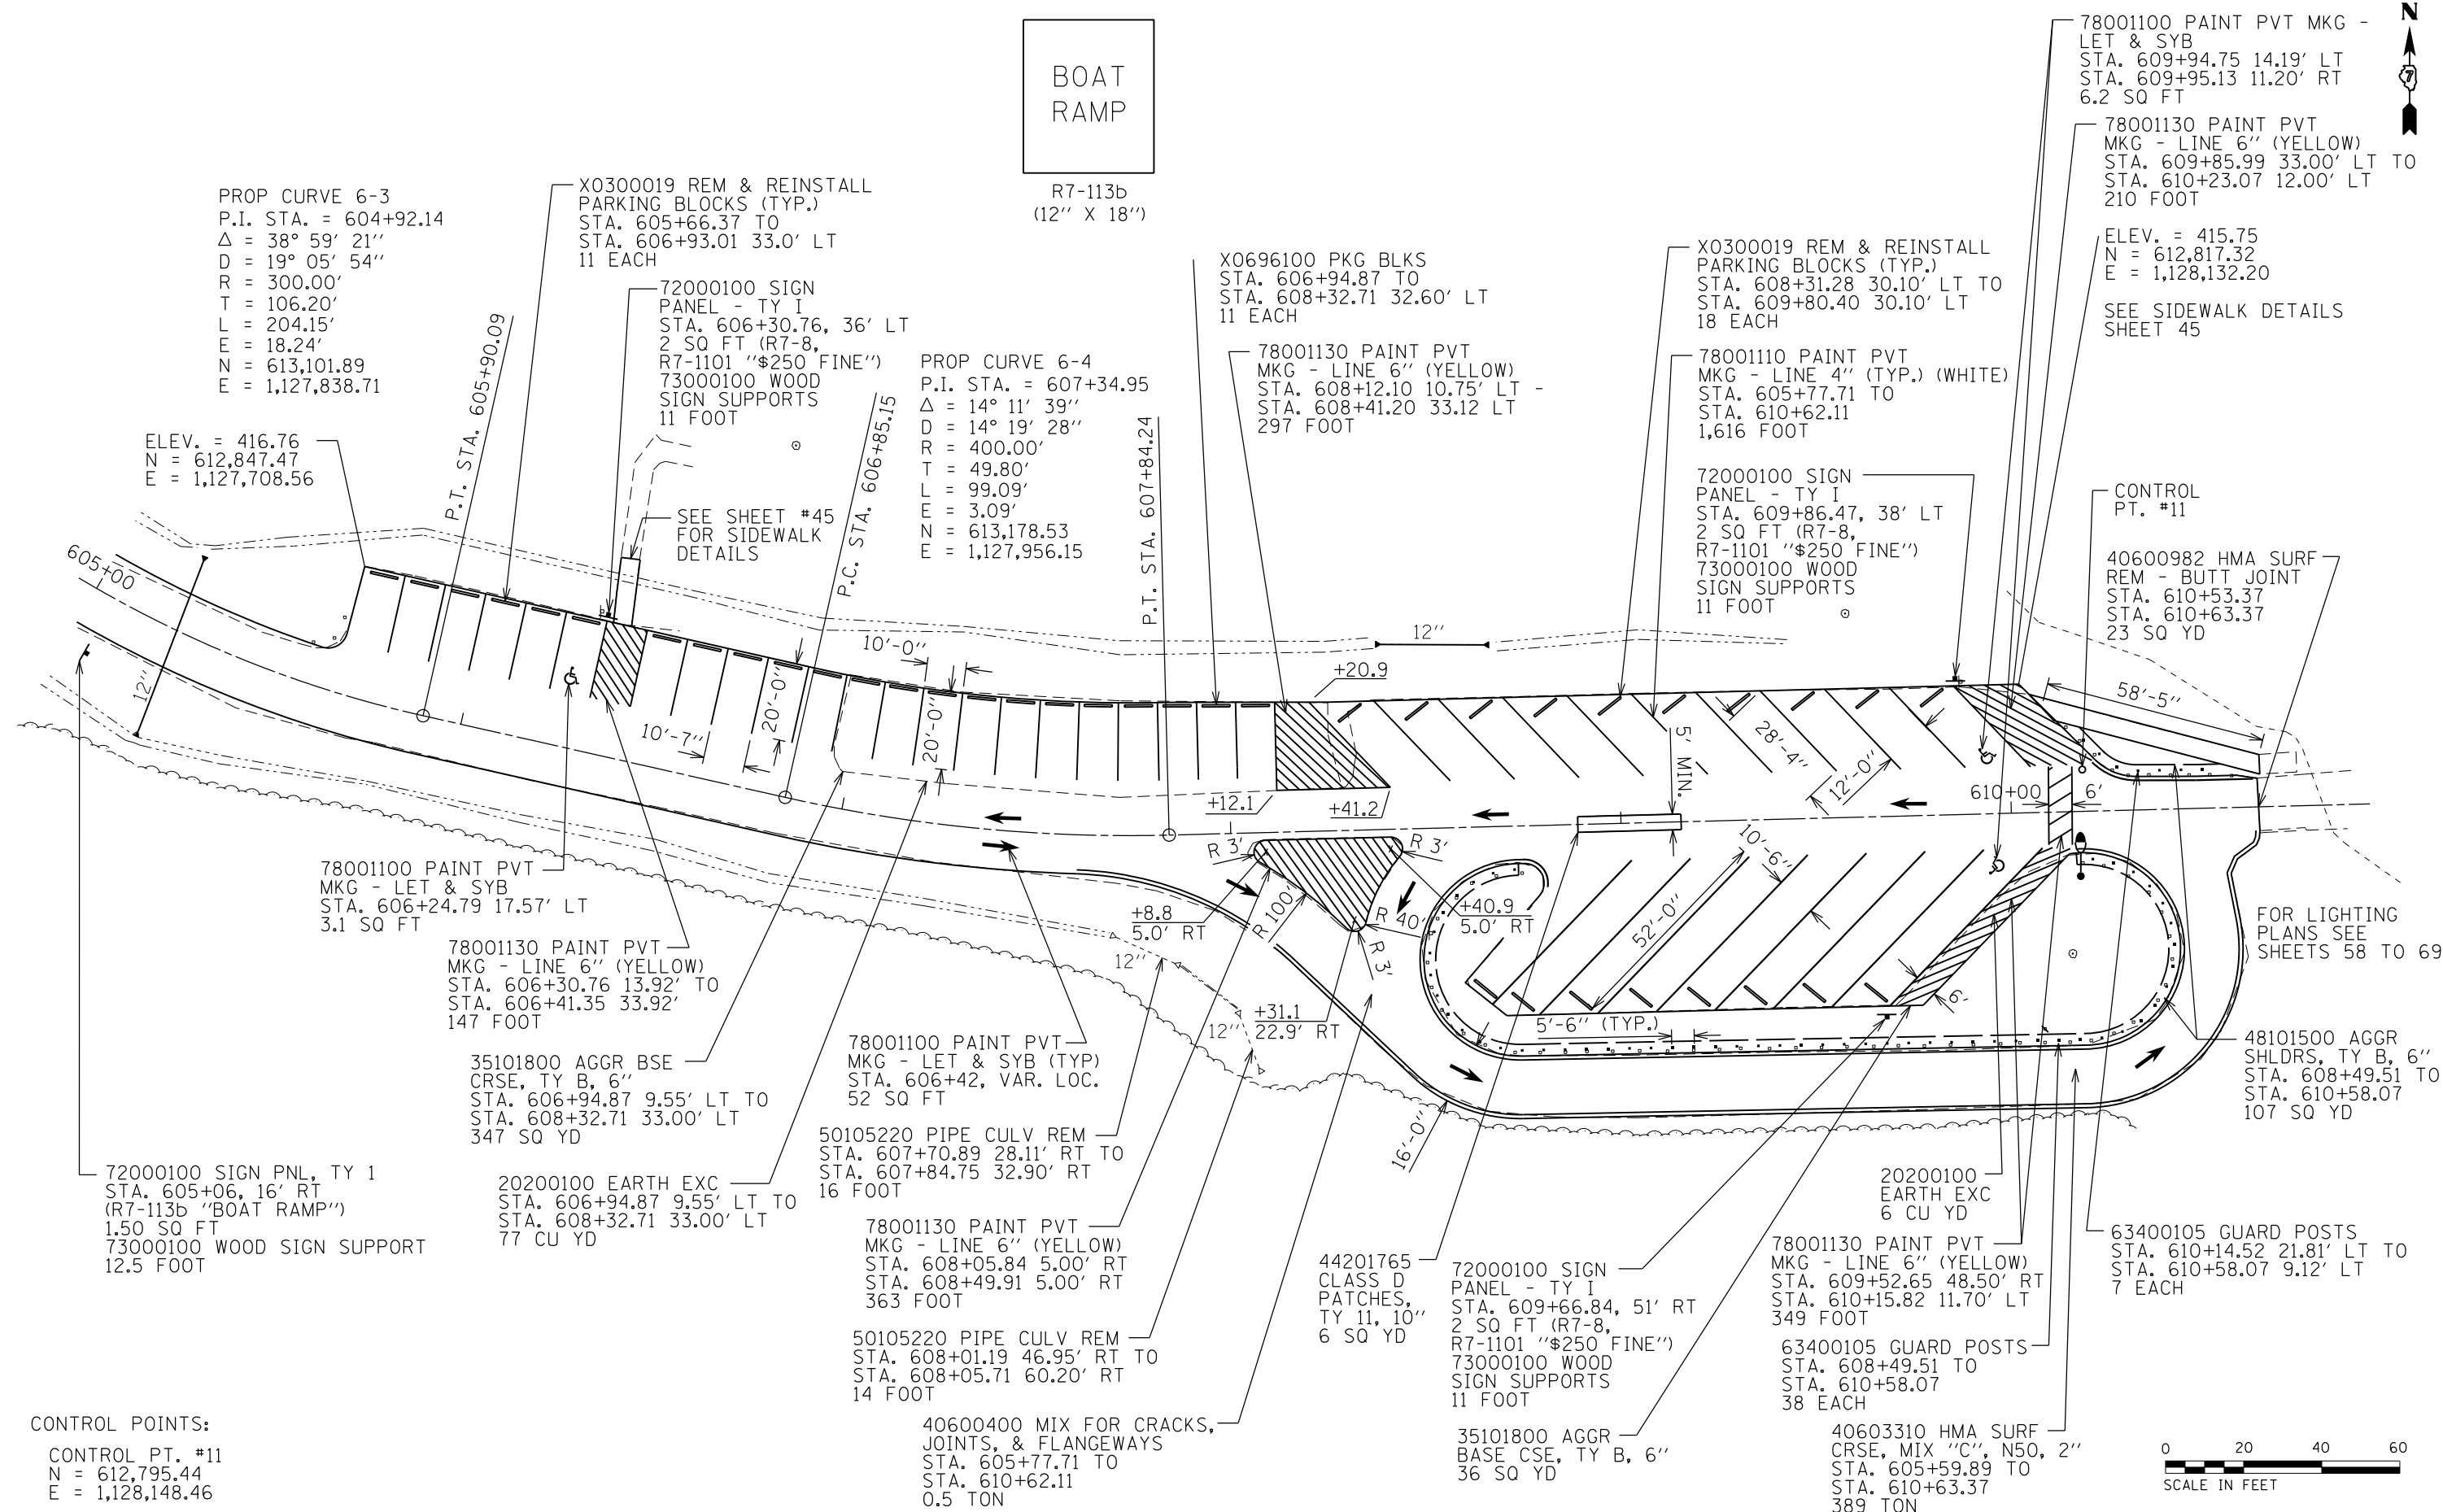 BOAT
RAMP
R7-113b
(12'' X 18'')
N
7
PROP CURVE 6-3
P.I. STA. = 604+92.14
Δ = 38° 59' 21''
D = 19° 05' 54''
R = 300.00'
T = 106.20'
L = 204.15'
E = 18.24'
N = 613,101.89
E = 1,127,838.71
X0300019 REM & REINSTALL
PARKING BLOCKS (TYP.)
STA. 605+66.37 TO
STA. 606+93.01 33.0' LT
11 EACH
72000100 SIGN
PANEL - TY I
STA. 606+30.76, 36' LT
2 SQ FT (R7-8,
R7-1101 ''$250 FINE'')
73000100 WOOD
SIGN SUPPORTS
11 FOOT
PROP CURVE 6-4
P.I. STA. = 607+34.95
Δ = 14° 11' 39''
D = 14° 19' 28''
R = 400.00'
T = 49.80'
L = 99.09'
E = 3.09'
N = 613,178.53
E = 1,127,956.15
X0696100 PKG BLKS
STA. 606+94.87 TO
STA. 608+32.71 32.60' LT
11 EACH
78001130 PAINT PVT
MKG - LINE 6'' (YELLOW)
STA. 608+12.10 10.75' LT -
STA. 608+41.20 33.12 LT
297 FOOT
X0300019 REM & REINSTALL
PARKING BLOCKS (TYP.)
STA. 608+31.28 30.10' LT TO
STA. 609+80.40 30.10' LT
18 EACH
78001110 PAINT PVT
MKG - LINE 4'' (TYP.) (WHITE)
STA. 605+77.71 TO
STA. 610+62.11
1,616 FOOT
72000100 SIGN
PANEL - TY I
STA. 609+86.47, 38' LT
2 SQ FT (R7-8,
R7-1101 ''$250 FINE'')
73000100 WOOD
SIGN SUPPORTS
11 FOOT
78001100 PAINT PVT MKG -
LET & SYB
STA. 609+94.75 14.19' LT
STA. 609+95.13 11.20' RT
6.2 SQ FT
78001130 PAINT PVT
MKG - LINE 6'' (YELLOW)
STA. 609+85.99 33.00' LT TO
STA. 610+23.07 12.00' LT
210 FOOT
ELEV. = 415.75
N = 612,817.32
E = 1,128,132.20
SEE SIDEWALK DETAILS
SHEET 45
CONTROL
PT. #11
40600982 HMA SURF
REM - BUTT JOINT
STA. 610+53.37
STA. 610+63.37
23 SQ YD
ELEV. = 416.76
N = 612,847.47
E = 1,127,708.56
P.T. STA. 605+90.09
P.C. STA. 606+85.15
P.T. STA. 607+84.24
SEE SHEET #45
FOR SIDEWALK
DETAILS
605+00
12''
10'-0''
10'-7''
20'-0''
20'-0''
12''
+20.9
+12.1
+41.2
5' MIN.
28'-4''
12'-0''
610+00
6'
58'-5''
R 3'
R 3'
R 100'
R 40'
R 3'
+8.8
5.0' RT
+40.9
5.0' RT
+31.1
22.9' RT
12''
12''
10'-6''
52'-0''
5'-6'' (TYP.)
6'
16'-0''
FOR LIGHTING
PLANS SEE
SHEETS 58 TO 69
48101500 AGGR
SHLDRS, TY B, 6''
STA. 608+49.51 TO
STA. 610+58.07
107 SQ YD
78001100 PAINT PVT
MKG - LET & SYB
STA. 606+24.79 17.57' LT
3.1 SQ FT
78001130 PAINT PVT
MKG - LINE 6'' (YELLOW)
STA. 606+30.76 13.92' TO
STA. 606+41.35 33.92'
147 FOOT
35101800 AGGR BSE
CRSE, TY B, 6''
STA. 606+94.87 9.55' LT TO
STA. 608+32.71 33.00' LT
347 SQ YD
20200100 EARTH EXC
STA. 606+94.87 9.55' LT TO
STA. 608+32.71 33.00' LT
77 CU YD
72000100 SIGN PNL, TY 1
STA. 605+06, 16' RT
(R7-113b ''BOAT RAMP'')
1.50 SQ FT
73000100 WOOD SIGN SUPPORT
12.5 FOOT
78001100 PAINT PVT
MKG - LET & SYB (TYP)
STA. 606+42, VAR. LOC.
52 SQ FT
50105220 PIPE CULV REM
STA. 607+70.89 28.11' RT TO
STA. 607+84.75 32.90' RT
16 FOOT
78001130 PAINT PVT
MKG - LINE 6'' (YELLOW)
STA. 608+05.84 5.00' RT
STA. 608+49.91 5.00' RT
363 FOOT
50105220 PIPE CULV REM
STA. 608+01.19 46.95' RT TO
STA. 608+05.71 60.20' RT
14 FOOT
40600400 MIX FOR CRACKS,
JOINTS, & FLANGEWAYS
STA. 605+77.71 TO
STA. 610+62.11
0.5 TON
44201765
CLASS D
PATCHES,
TY 11, 10''
6 SQ YD
72000100 SIGN
PANEL - TY I
STA. 609+66.84, 51' RT
2 SQ FT (R7-8,
R7-1101 ''$250 FINE'')
73000100 WOOD
SIGN SUPPORTS
11 FOOT
35101800 AGGR
BASE CSE, TY B, 6''
36 SQ YD
20200100
EARTH EXC
6 CU YD
78001130 PAINT PVT
MKG - LINE 6'' (YELLOW)
STA. 609+52.65 48.50' RT
STA. 610+15.82 11.70' LT
349 FOOT
63400105 GUARD POSTS
STA. 608+49.51 TO
STA. 610+58.07
38 EACH
40603310 HMA SURF
CRSE, MIX ''C'', N50, 2''
STA. 605+59.89 TO
STA. 610+63.37
389 TON
63400105 GUARD POSTS
STA. 610+14.52 21.81' LT TO
STA. 610+58.07 9.12' LT
7 EACH
CONTROL POINTS:
CONTROL PT. #11
N = 612,795.44
E = 1,128,148.46
0 20 40 60
SCALE IN FEET